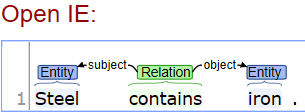 Open IE:
Entity subject Relation object Entity
1 Steel contains iron .